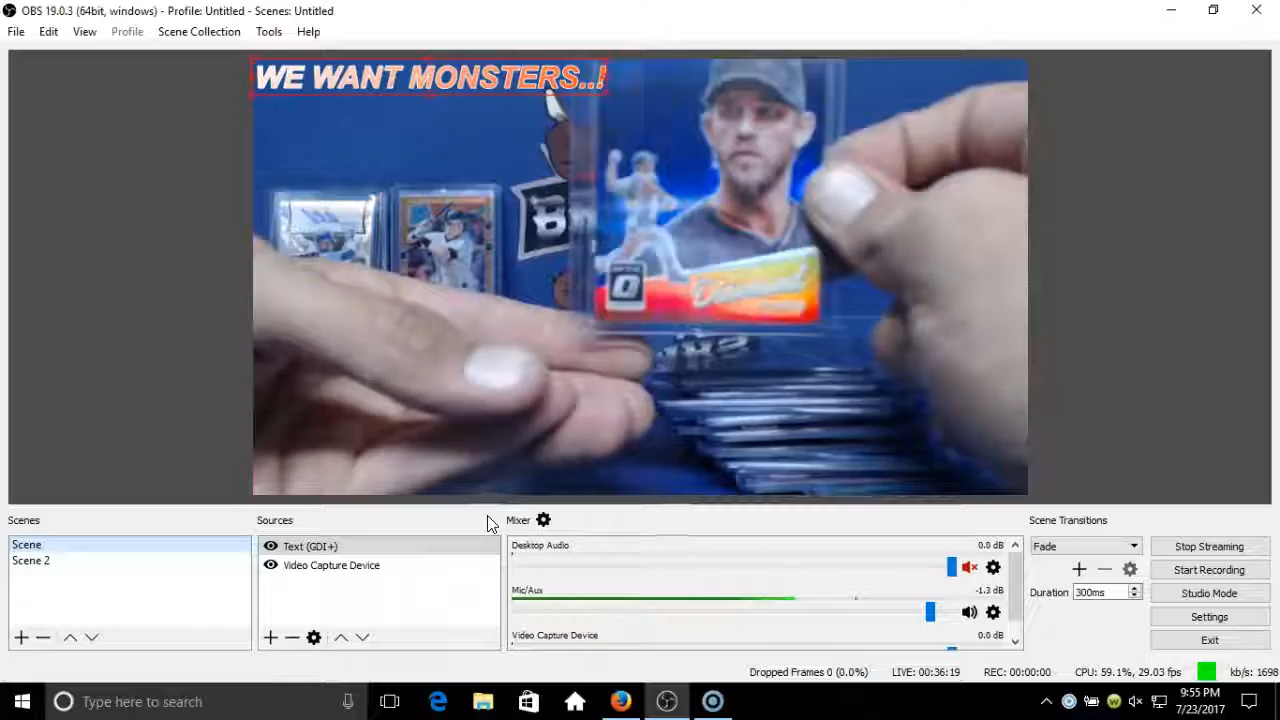 OBS 19.0.3 (64bit, windows) - Profile: Untitled - Scenes: Untitled
File Edit View Profile Scene Collection Tools Help
WE WANT MONSTERS..!
Scenes
Scene
Scene 2
Sources
Text (GDI+)
Video Capture Device
Mixer
Desktop Audio 0.0 dB
Mic/Aux -1.3 dB
Video Capture Device 0.0 dB
Scene Transitions
Fade
Duration 300ms
Stop Streaming
Start Recording
Studio Mode
Settings
Exit
Dropped Frames 0 (0.0%) LIVE: 00:36:19 REC: 00:00:00 CPU: 59.1%, 29.03 fps kb/s: 1698
Type here to search
9:55 PM
7/23/2017